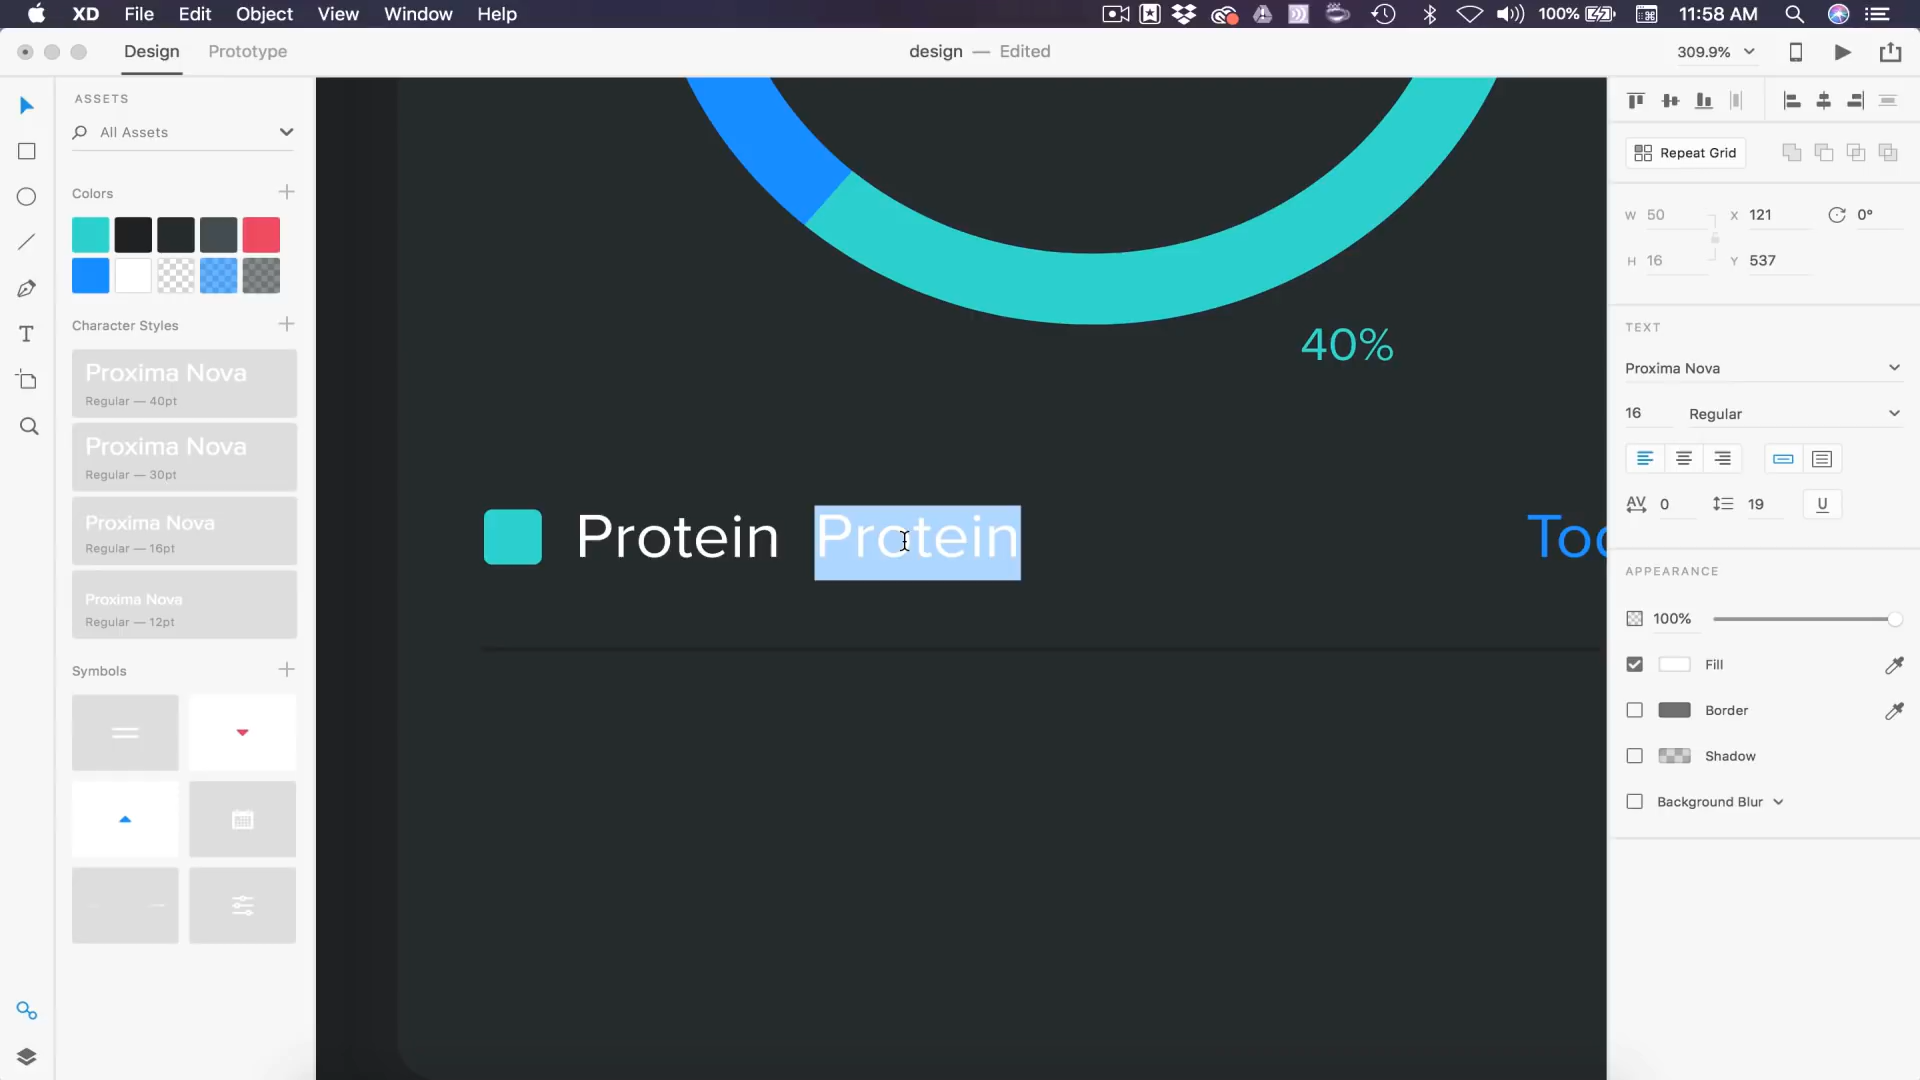 XD File Edit Object View Window Help 100% 11:58 AM
Design Prototype design — Edited 309.9%
ASSETS
All Assets
Colors
Character Styles
Proxima Nova
Regular — 40pt
Proxima Nova
Regular — 30pt
Proxima Nova
Regular — 16pt
Proxima Nova
Regular — 12pt
Symbols
40%
Protein Protein Too
Repeat Grid
W 50 X 121 0°
H 16 Y 537
TEXT
Proxima Nova
16 Regular
AV 0 19 U
APPEARANCE
100%
Fill
Border
Shadow
Background Blur